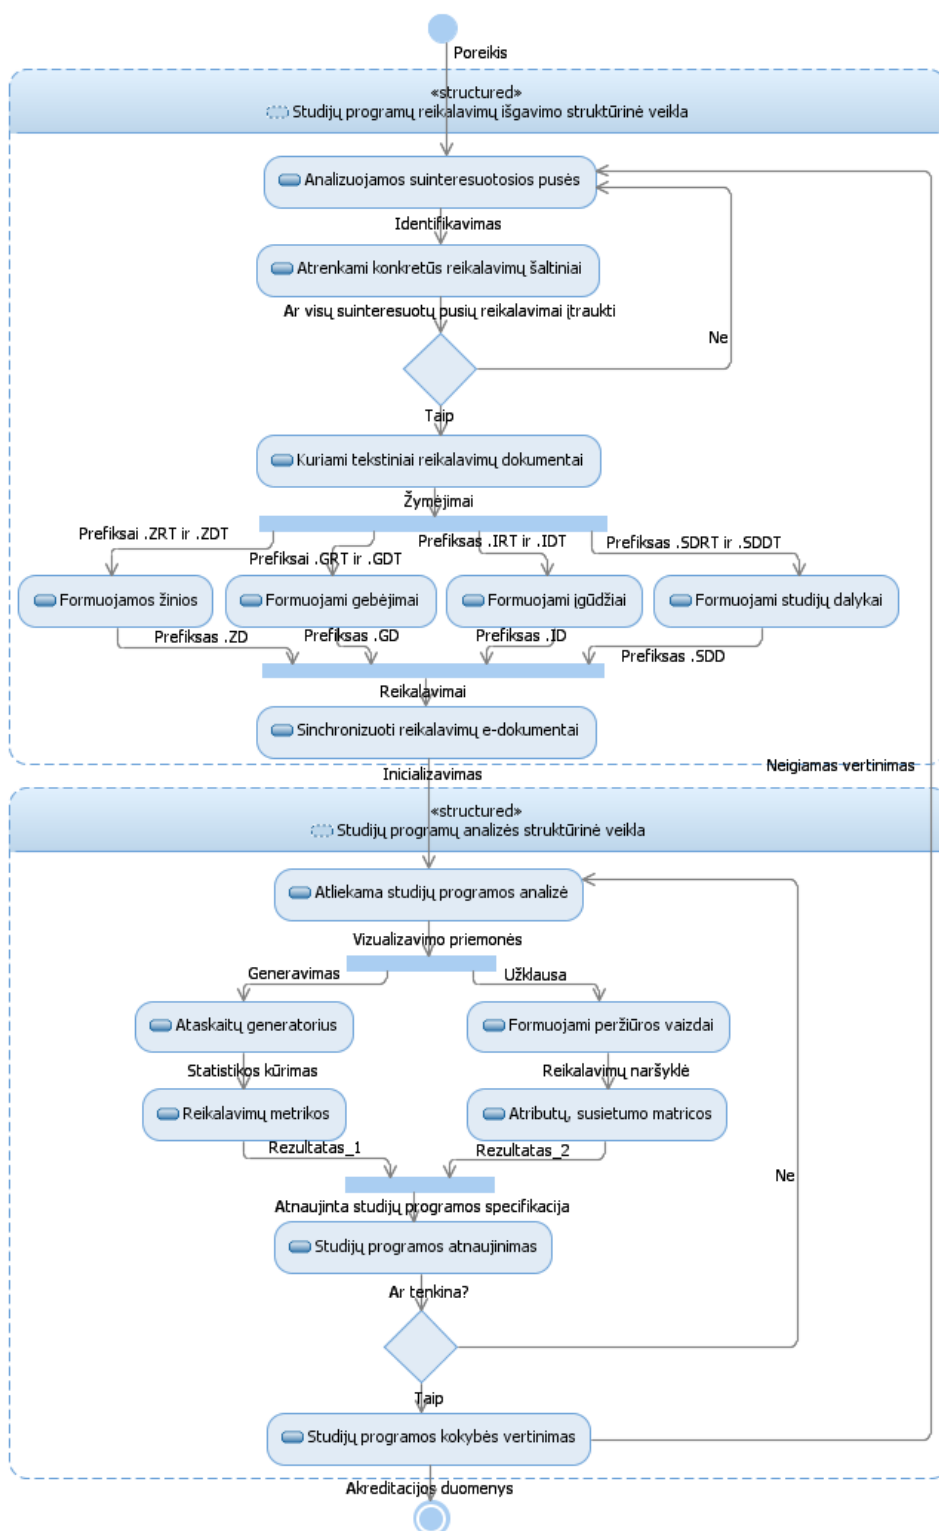 Poreikis
«structured»
Studijų programų reikalavimų išgavimo struktūrinė veikla
Analizuojamos suinteresuotosios pusės
Identifikavimas
Atrenkami konkretūs reikalavimų šaltiniai
Ar visų suinteresuotų pusių reikalavimai įtraukti
Ne
Taip
Kuriami tekstiniai reikalavimų dokumentai
Žymėjimai
Prefiksai .ZRT ir .ZDT
Prefiksai .GRT ir .GDT
Prefiksas .IRT ir .IDT
Prefiksas .SDRT ir .SDDT
Formuojamos žinios
Formuojami gebėjimai
Formuojami įgūdžiai
Formuojami studijų dalykai
Prefiksas .ZD
Prefiksas .GD
Prefiksas .ID
Prefiksas .SDD
Reikalavimai
Sinchronizuoti reikalavimų e-dokumentai
Neigiamas vertinimas
Inicializavimas
«structured»
Studijų programų analizės struktūrinė veikla
Atliekama studijų programos analizė
Vizualizavimo priemonės
Generavimas
Užklausa
Ataskaitų generatorius
Formuojami peržiūros vaizdai
Statistikos kūrimas
Reikalavimų naršyklė
Reikalavimų metrikos
Atributų, susietumo matricos
Rezultatas_1
Rezultatas_2
Ne
Atnaujinta studijų programos specifikacija
Studijų programos atnaujinimas
Ar tenkina?
Taip
Studijų programos kokybės vertinimas
Akreditacijos duomenys